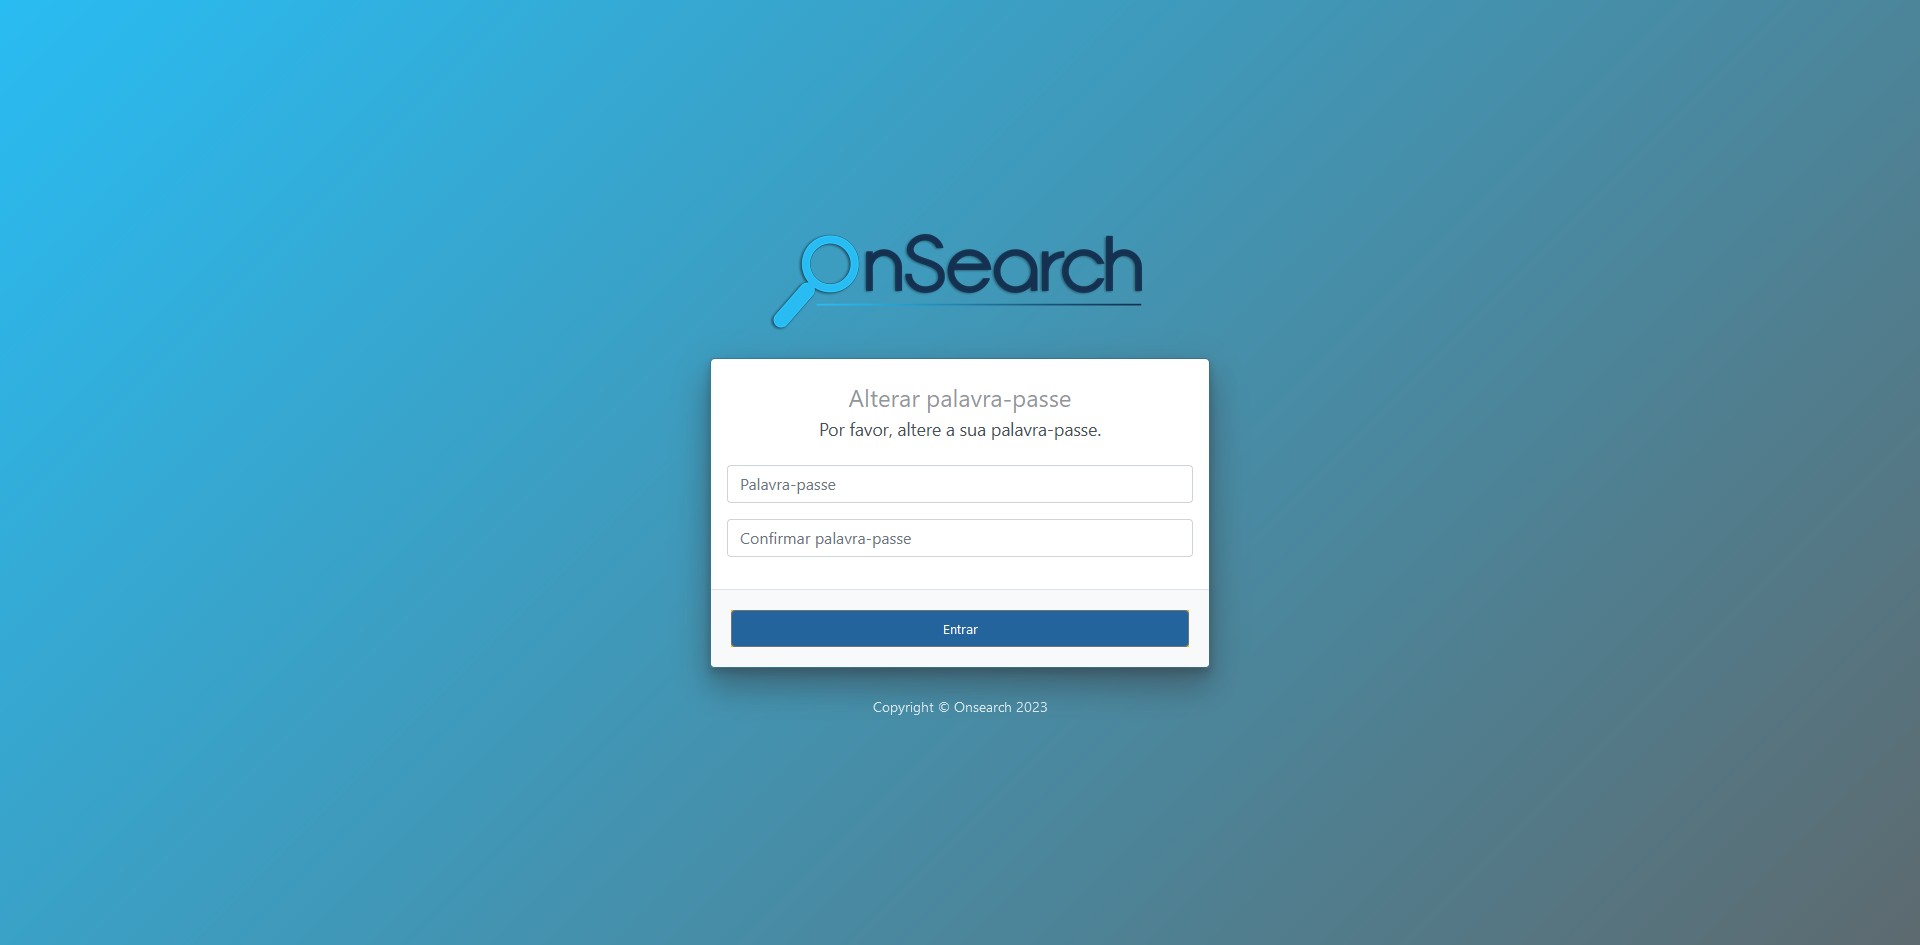 OnSearch
Alterar palavra-passe
Por favor, altere a sua palavra-passe.
Palavra-passe
Confirmar palavra-passe
Entrar
Copyright © Onsearch 2023